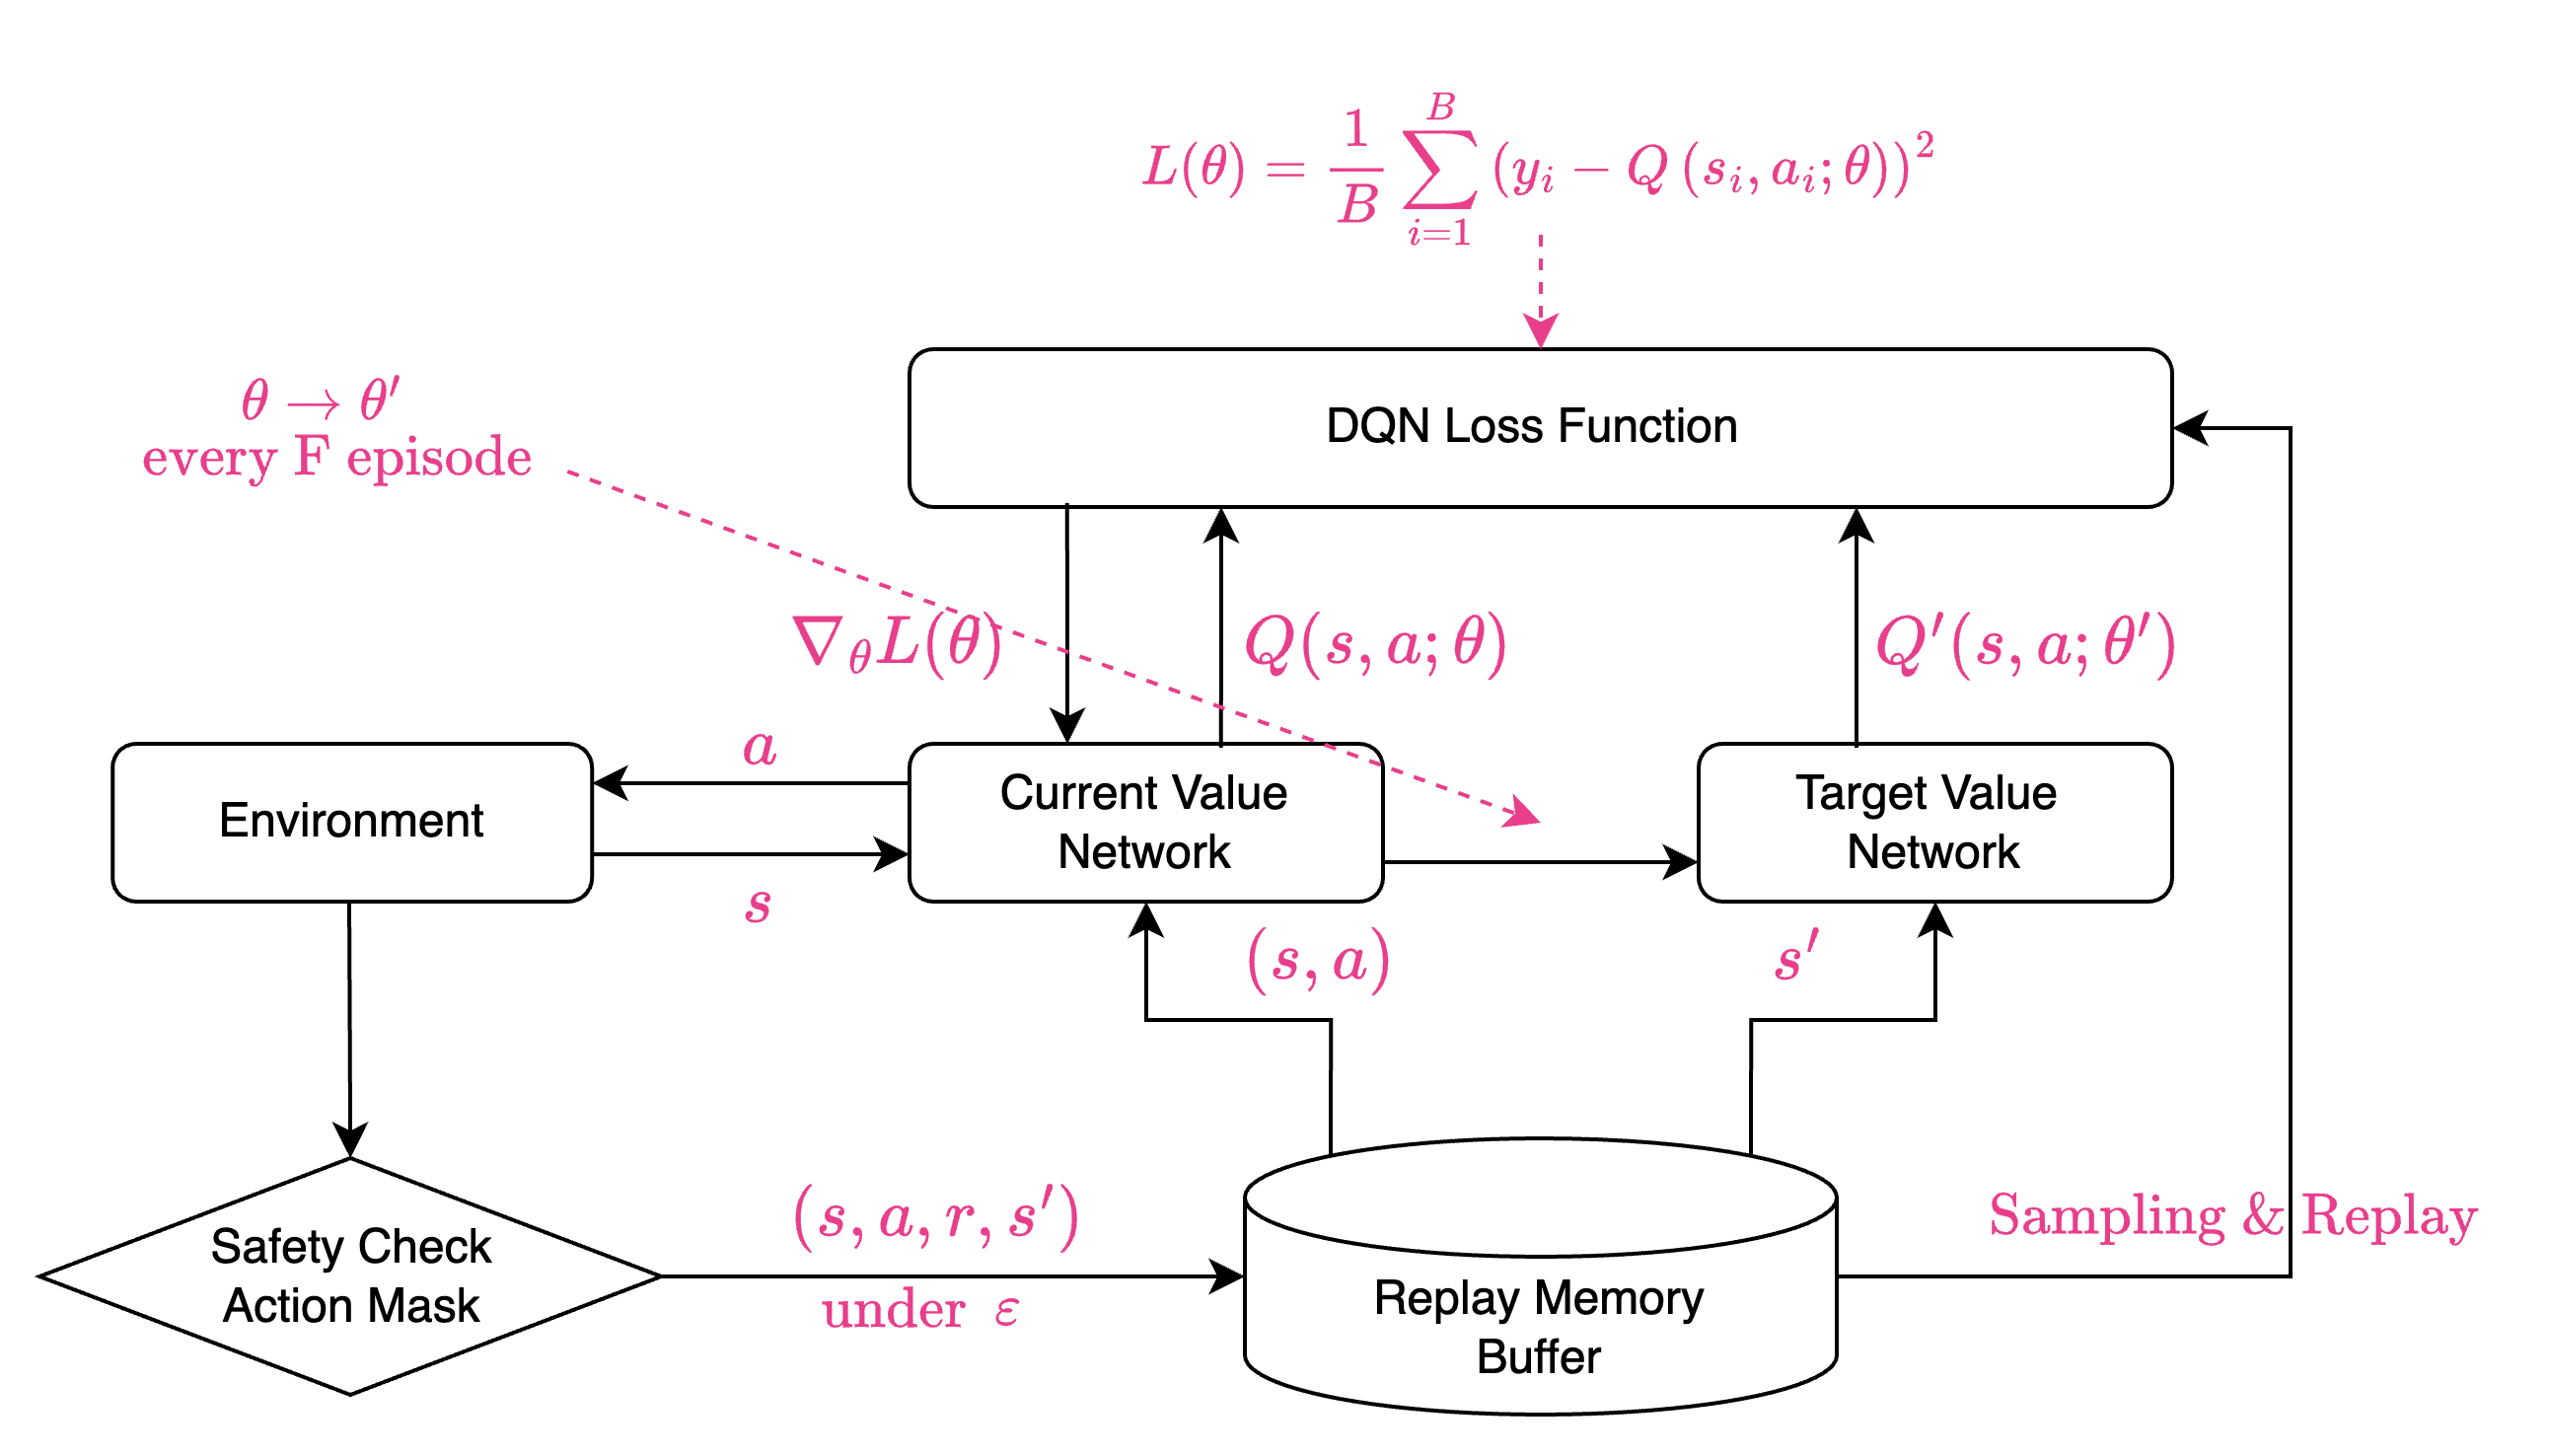 L(θ) = 1/B ∑_{i=1}^{B} (y_i − Q (s_i, a_i; θ))²
DQN Loss Function
θ → θ′
every F episode
∇_θ L(θ)
Q(s, a; θ)
Q′(s, a; θ′)
a
Environment
s
Current Value
Network
Target Value
Network
(s, a)
s′
Safety Check
Action Mask
(s, a, r, s′)
under ε
Replay Memory
Buffer
Sampling & Replay